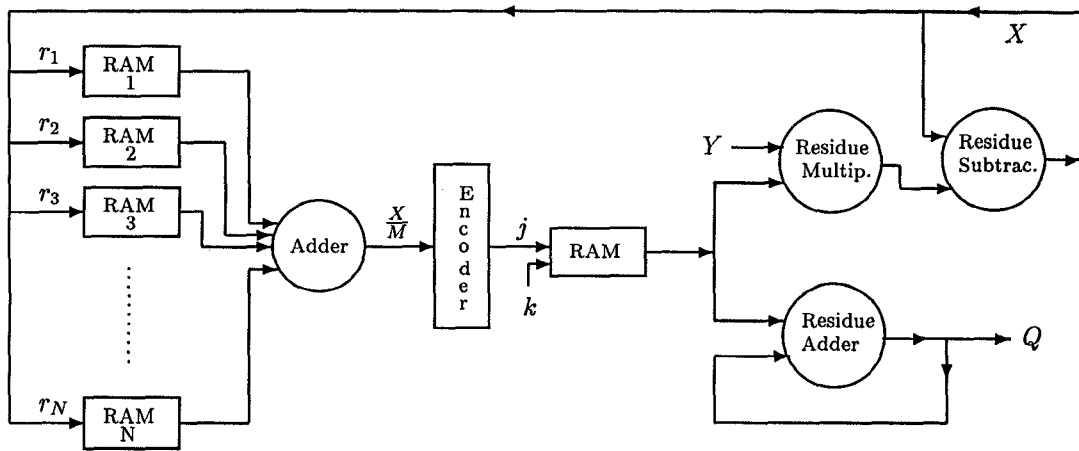 X
r1
RAM
1
r2
RAM
2
r3
RAM
3
rN
RAM
N
Adder
X
M
Encoder
j
k
RAM
Y
Residue
Multip.
Residue
Subtrac.
Residue
Adder
Q